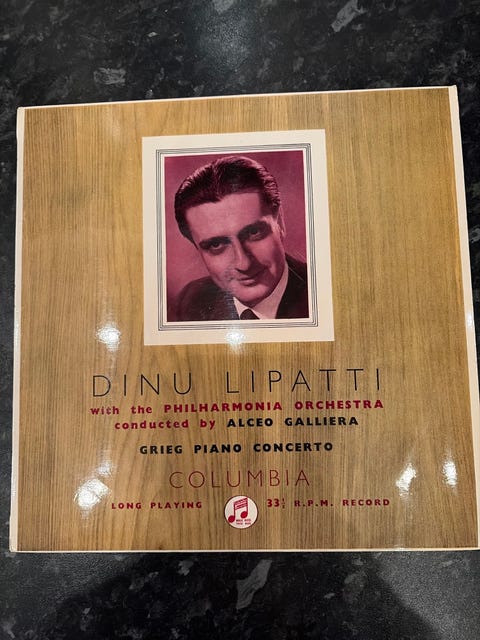 DINU LIPATTI
with the PHILHARMONIA ORCHESTRA
conducted by ALCEO GALLIERA
GRIEG PIANO CONCERTO
COLUMBIA
LONG PLAYING 33⅓ R.P.M. RECORD